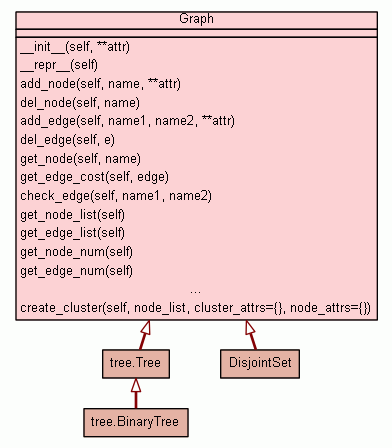 Graph
__init__(self, **attr)
__repr__(self)
add_node(self, name, **attr)
del_node(self, name)
add_edge(self, name1, name2, **attr)
del_edge(self, e)
get_node(self, name)
get_edge_cost(self, edge)
check_edge(self, name1, name2)
get_node_list(self)
get_edge_list(self)
get_node_num(self)
get_edge_num(self)
...
create_cluster(self, node_list, cluster_attrs={}, node_attrs={})
tree.Tree
DisjointSet
tree.BinaryTree